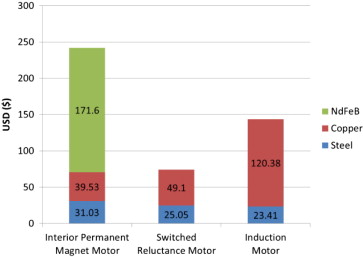 300
250
200
150
100
50
0
USD ($)
171.6
39.53
31.03
49.1
25.05
120.38
23.41
NdFeB
Copper
Steel
Interior Permanent
Magnet Motor
Switched
Reluctance Motor
Induction
Motor